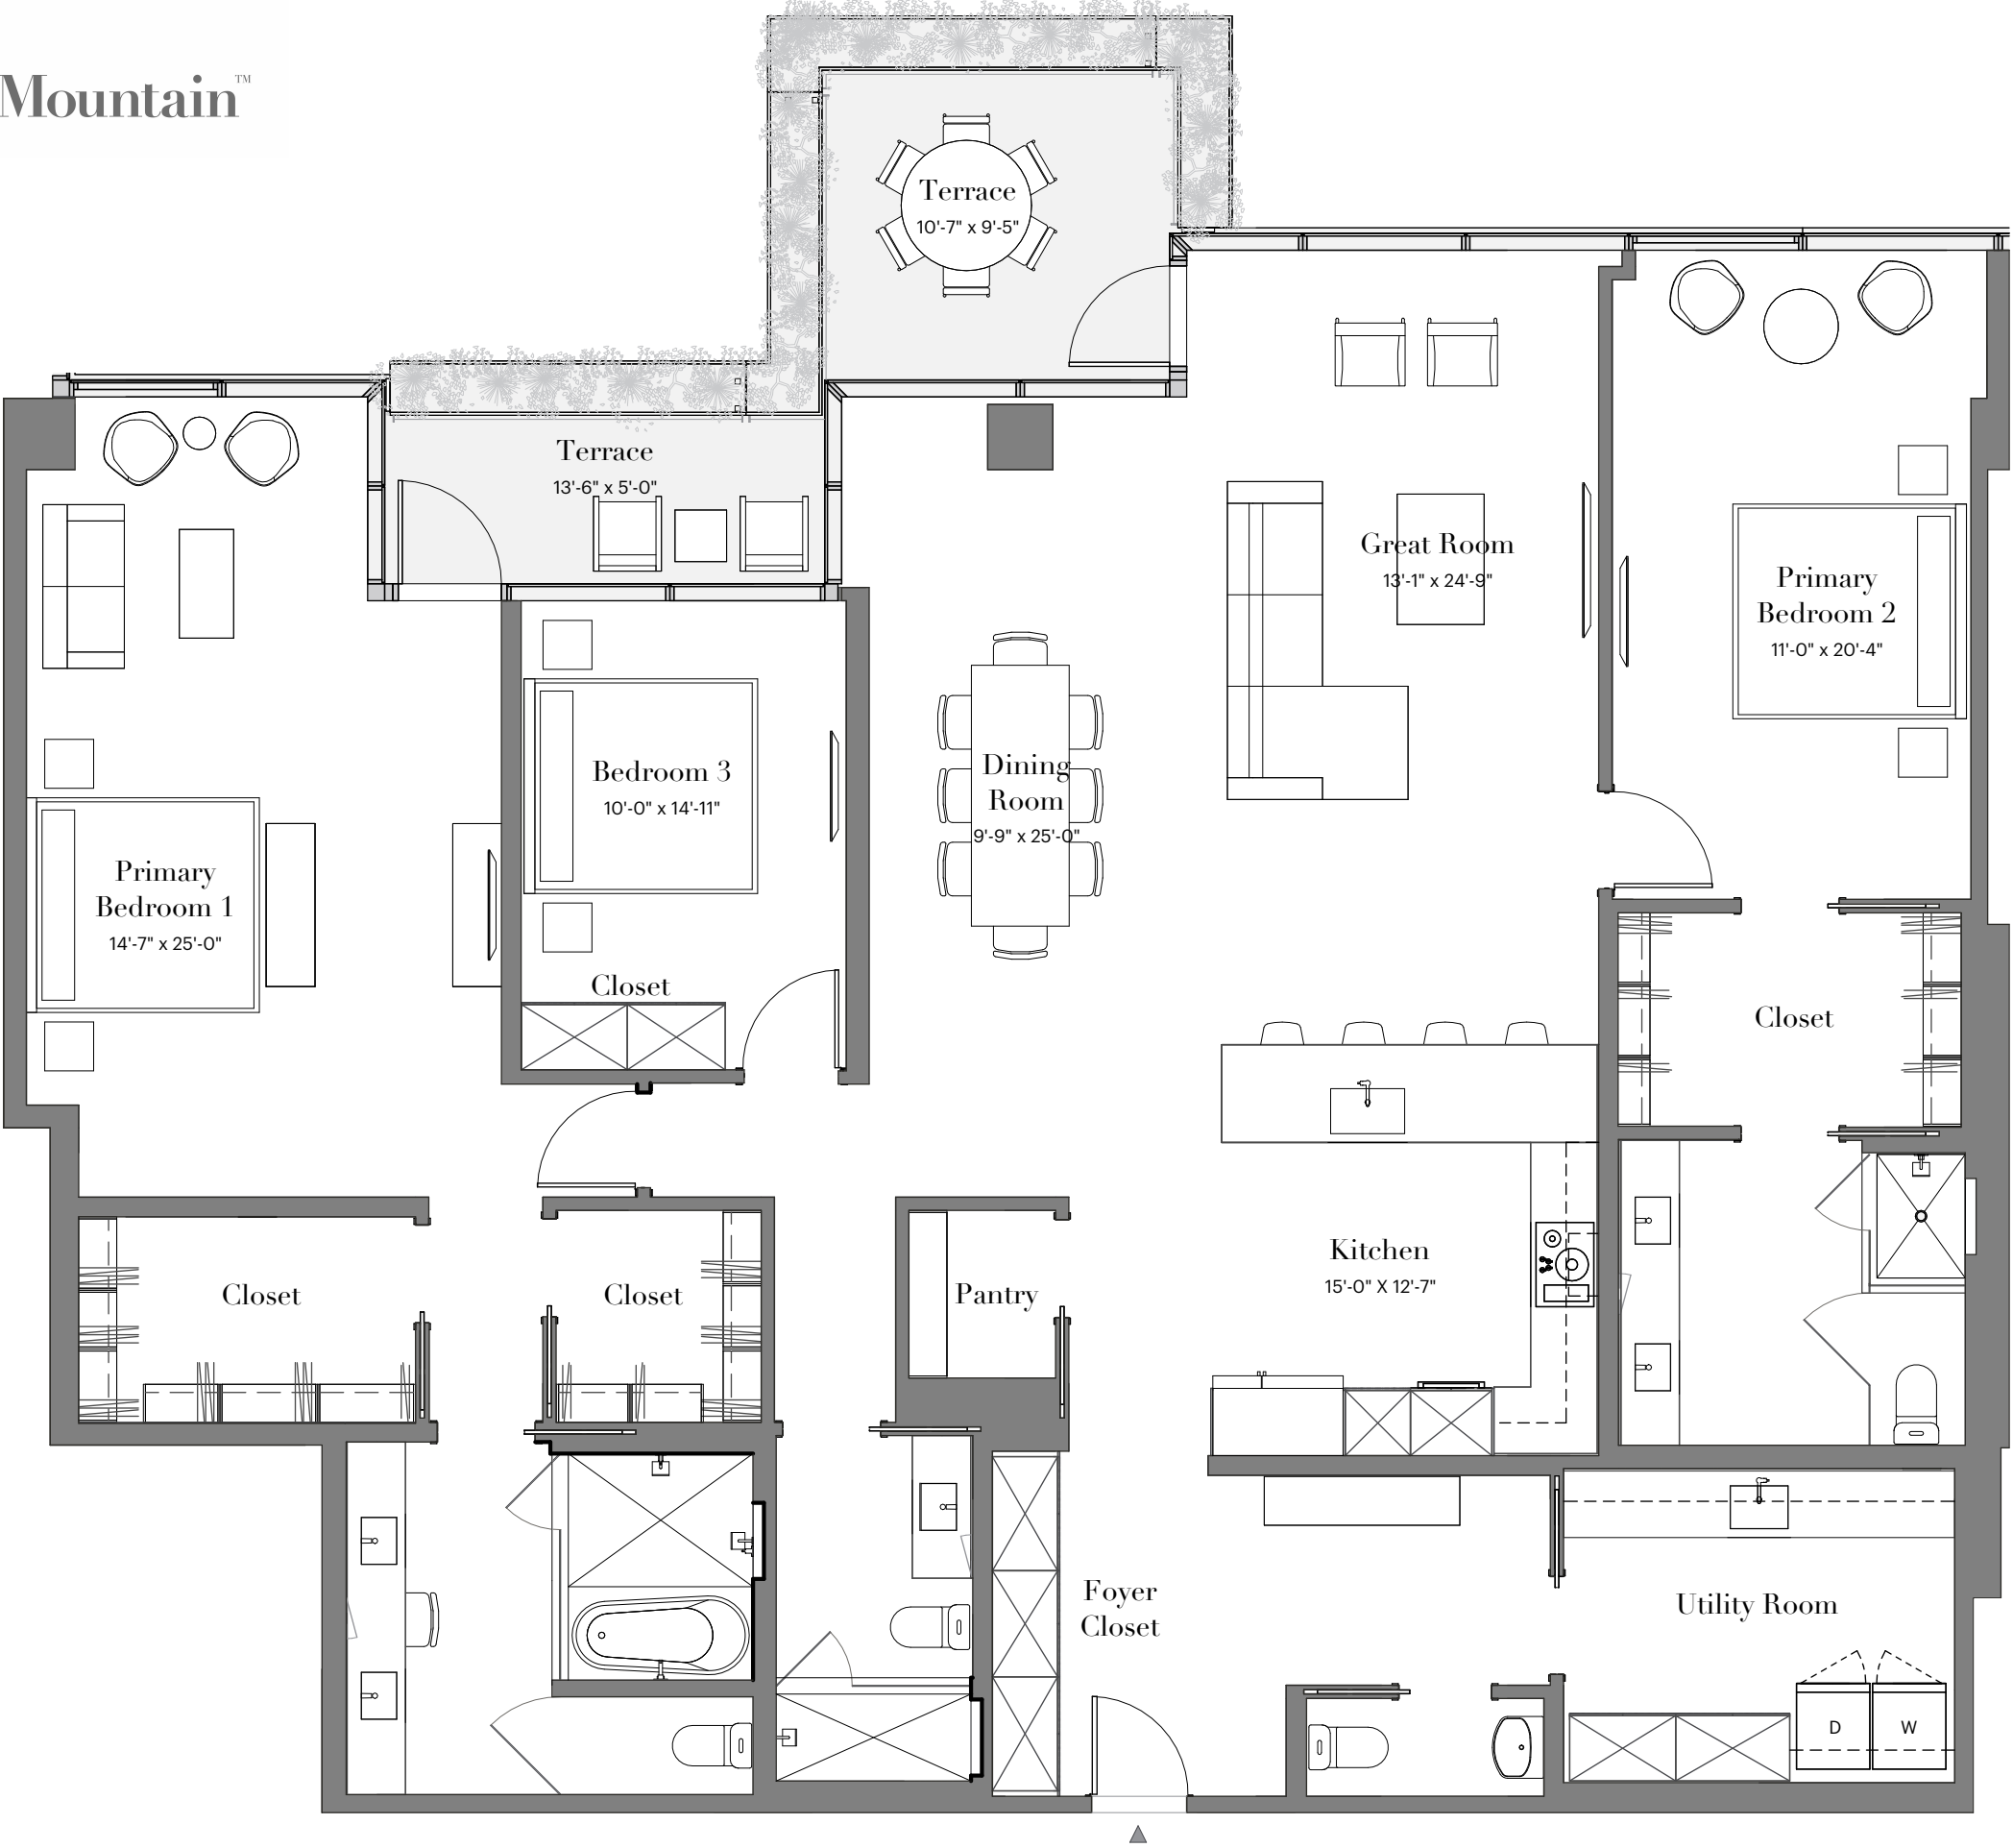 Mountain™
Terrace
10'-7" x 9'-5"
Terrace
13'-6" x 5'-0"
Great Room
13'-1" x 24'-9"
Primary
Bedroom 2
11'-0" x 20'-4"
Bedroom 3
10'-0" x 14'-11"
Dining
Room
9'-9" x 25'-0"
Primary
Bedroom 1
14'-7" x 25'-0"
Closet
Closet
Closet
Closet
Pantry
Kitchen
15'-0" X 12'-7"
Foyer
Closet
Utility Room
D
W